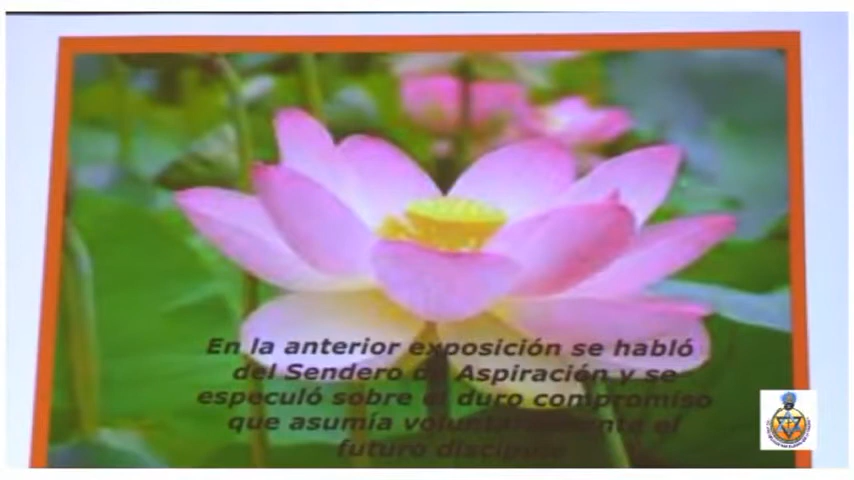 En la anterior exposición se habló
del Sendero de Aspiración y se
especuló sobre el duro compromiso
que asumía voluntariamente el
futuro discípulo